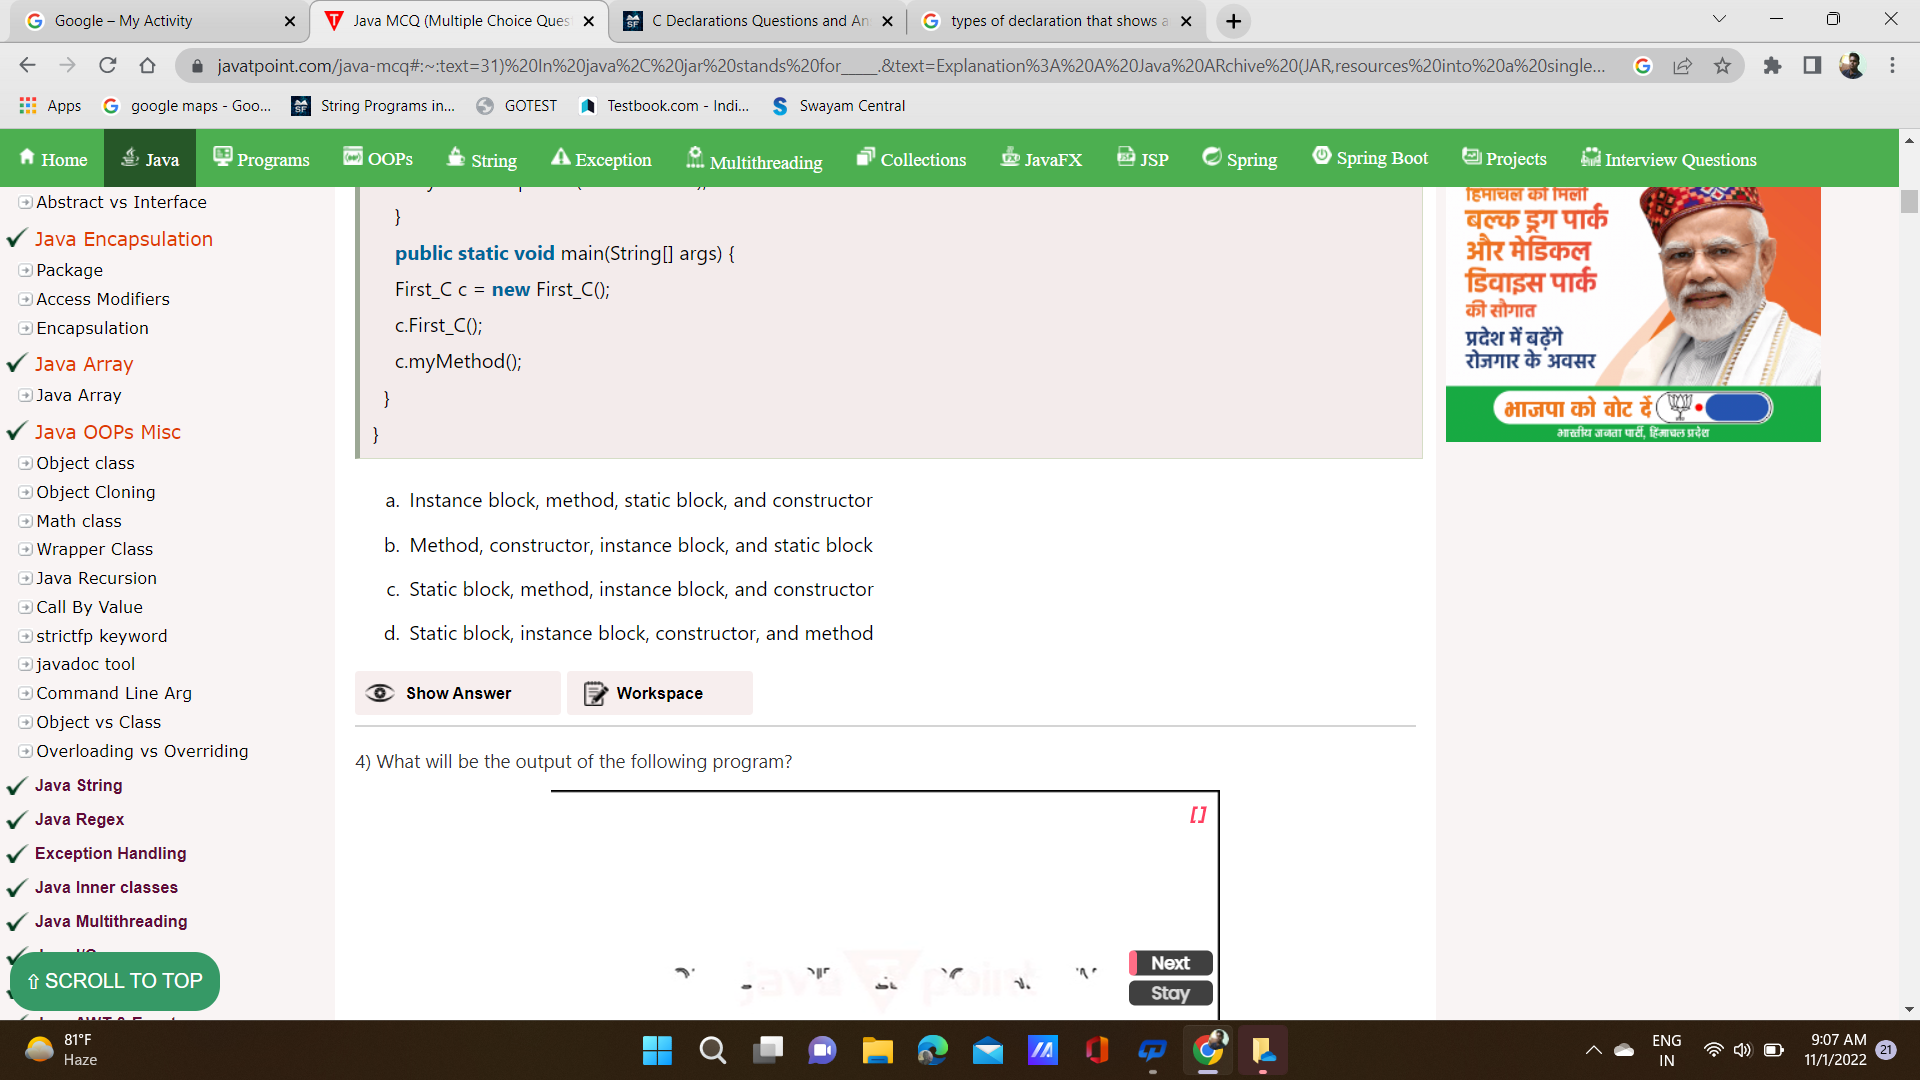 Google – My Activity
Java MCQ (Multiple Choice Ques
C Declarations Questions and An
types of declaration that shows a
javatpoint.com/java-mcq#:~:text=31)%20In%20java%2C%20jar%20stands%20for____.&text=Explanation%3A%20A%20Java%20ARchive%20(JAR,resources%20into%20a%20single...
Apps
google maps - Goo...
String Programs in...
GOTEST
Testbook.com - Indi...
Swayam Central
Home
Java
Programs
OOPs
String
Exception
Multithreading
Collections
JavaFX
JSP
Spring
Spring Boot
Projects
Interview Questions
Abstract vs Interface
Java Encapsulation
Package
Access Modifiers
Encapsulation
Java Array
Java Array
Java OOPs Misc
Object class
Object Cloning
Math class
Wrapper Class
Java Recursion
Call By Value
strictfp keyword
javadoc tool
Command Line Arg
Object vs Class
Overloading vs Overriding
Java String
Java Regex
Exception Handling
Java Inner classes
Java Multithreading
⇧ SCROLL TO TOP
}
public static void main(String[] args) {
First_C c = new First_C();
c.First_C();
c.myMethod();
}
}
a. Instance block, method, static block, and constructor
b. Method, constructor, instance block, and static block
c. Static block, method, instance block, and constructor
d. Static block, instance block, constructor, and method
Show Answer
Workspace
4) What will be the output of the following program?
[]
java
point
Next
Stay
हिमाचल को मिली
बल्क ड्रग पार्क
और मेडिकल
डिवाइस पार्क
की सौगात
प्रदेश में बढ़ेंगे
रोजगार के अवसर
भाजपा को वोट दें
भारतीय जनता पार्टी, हिमाचल प्रदेश
81°F
Haze
ENG
IN
9:07 AM
11/1/2022
21